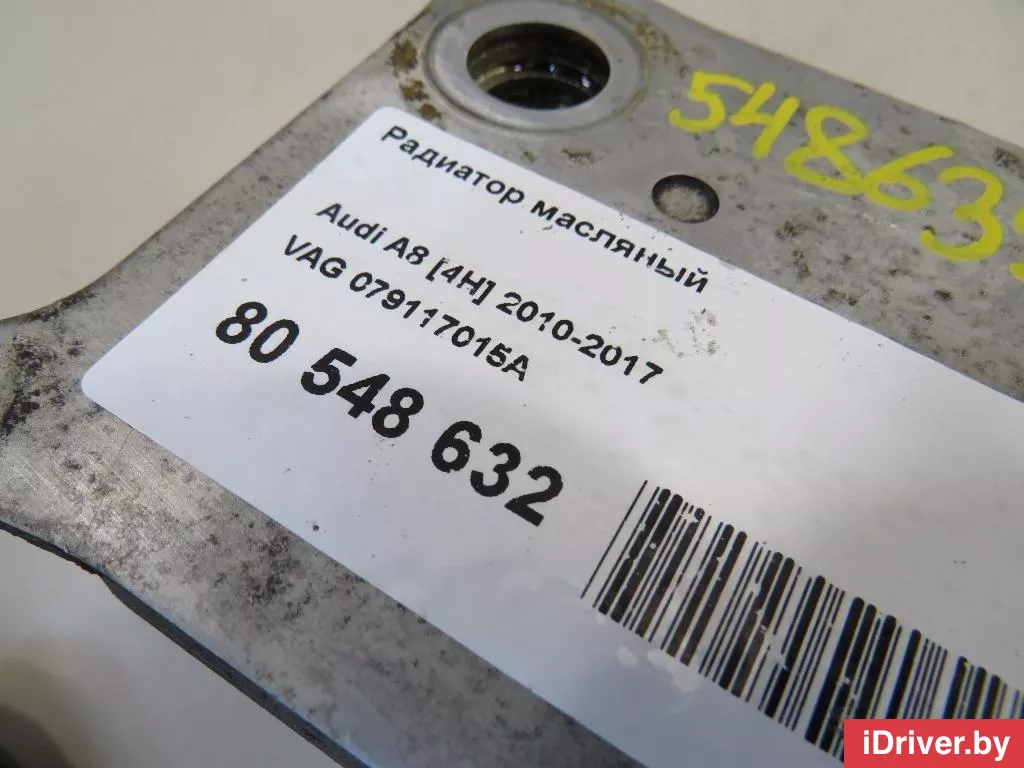 Радиатор масляный
Audi A8 [4H] 2010-2017
VAG 079117015A
80 548 632
iDriver.by